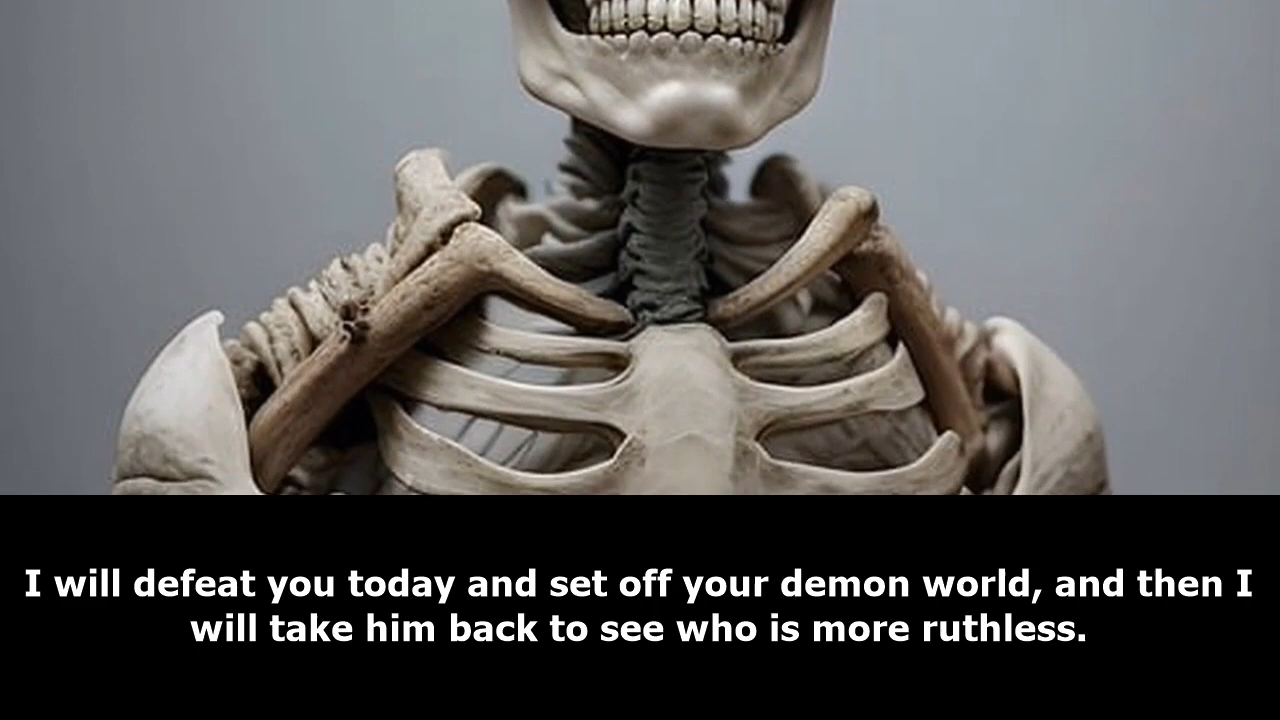 I will defeat you today and set off your demon world, and then I
will take him back to see who is more ruthless.